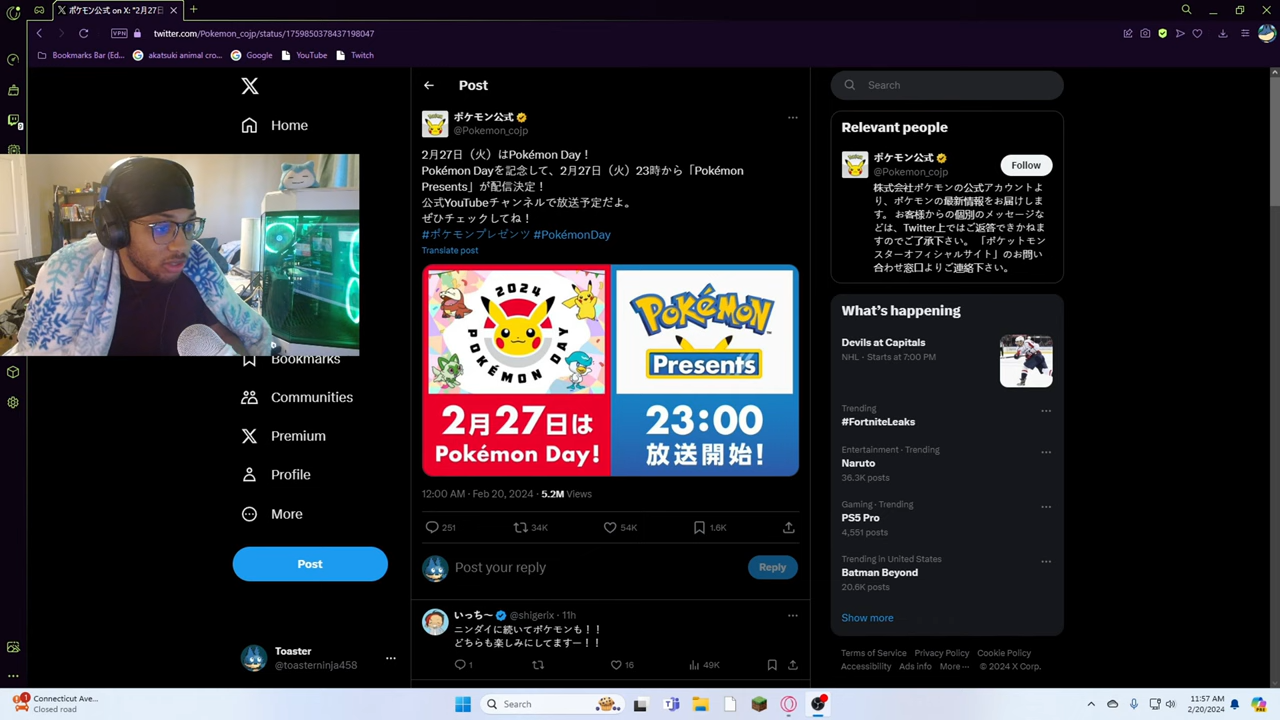 ポケモン公式 on X: "2月27日
VPN
twitter.com/Pokemon_cojp/status/1759850378437198047
Bookmarks Bar (Ed...
akatsuki animal cro...
Google
YouTube
Twitch
Home
Bookmarks
Communities
Premium
Profile
More
Post
Toaster
@toasterninja458
Post
ポケモン公式
@Pokemon_cojp
2月27日（火）はPokémon Day！
Pokémon Dayを記念して、2月27日（火）23時から「Pokémon
Presents」が配信決定！
公式YouTubeチャンネルで放送予定だよ。
ぜひチェックしてね！
#ポケモンプレゼンツ #PokémonDay
Translate post
2024
POKÉMON DAY
2月27日は
Pokémon Day!
Pokémon
Presents
23:00
放送開始!
12:00 AM · Feb 20, 2024 · 5.2M Views
251
34K
54K
1.6K
Post your reply
Reply
いっち〜 @shigerix · 11h
ニンダイに続いてポケモンも！！
どちらも楽しみにしてますー！！
1
16
49K
Search
Relevant people
ポケモン公式
@Pokemon_cojp
Follow
株式会社ポケモンの公式アカウントよ
り、ポケモンの最新情報をお届けしま
す。 お客様からの個別のメッセージな
どは、Twitter上ではご返答できかねま
すのでご了承下さい。 「ポケットモン
スターオフィシャルサイト」のお問い
合わせ窓口よりご連絡下さい。
What's happening
Devils at Capitals
NHL · Starts at 7:00 PM
Trending
#FortniteLeaks
Entertainment · Trending
Naruto
36.3K posts
Gaming · Trending
PS5 Pro
4,551 posts
Trending in United States
Batman Beyond
20.6K posts
Show more
Terms of Service Privacy Policy Cookie Policy
Accessibility Ads info More ··· © 2024 X Corp.
Connecticut Ave...
Closed road
Search
11:57 AM
2/20/2024